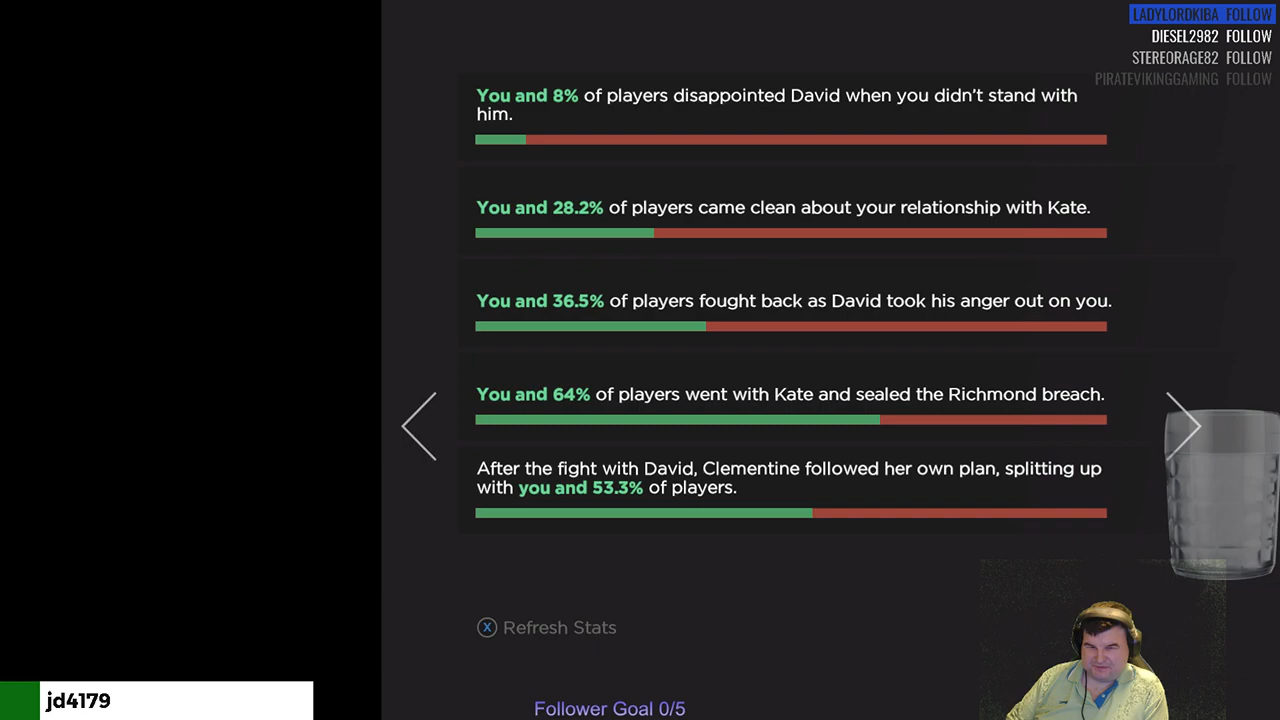 LADYLORDKIBA FOLLOW
DIESEL2982 FOLLOW
STEREORAGE82 FOLLOW
PIRATEVIKINGGAMING FOLLOW
You and 8% of players disappointed David when you didn't stand with
him.
You and 28.2% of players came clean about your relationship with Kate.
You and 36.5% of players fought back as David took his anger out on you.
You and 64% of players went with Kate and sealed the Richmond breach.
After the fight with David, Clementine followed her own plan, splitting up
with you and 53.3% of players.
X Refresh Stats
jd4179
Follower Goal 0/5